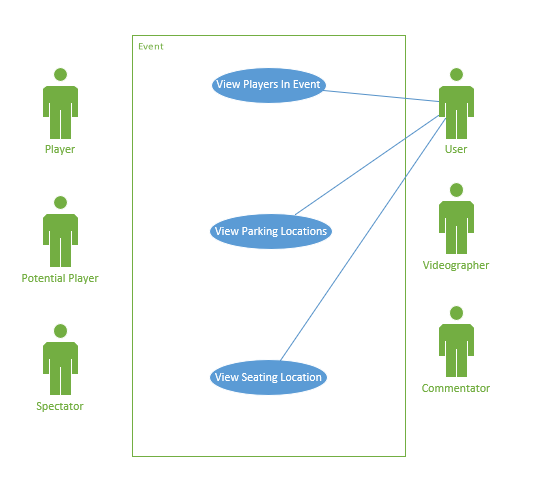 Event
View Players In Event
Player
User
View Parking Locations
Potential Player
Videographer
View Seating Location
Spectator
Commentator